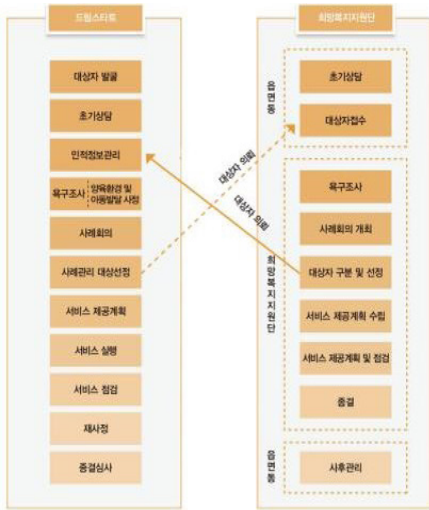 드림스타트
대상자 발굴
초기상담
인적정보관리
욕구조사
양육환경 및
아동발달 사정
사례회의
사례관리 대상선정
서비스 제공계획
서비스 실행
서비스 점검
재사정
종결심사
대상자 의뢰
대상자 의뢰
희망복지지원단
읍면동
초기상담
대상자접수
희망복지지원단
욕구조사
사례회의 개최
대상자 구분 및 선정
서비스 제공계획 수립
서비스 제공계획 및 점검
종결
읍면동
사후관리